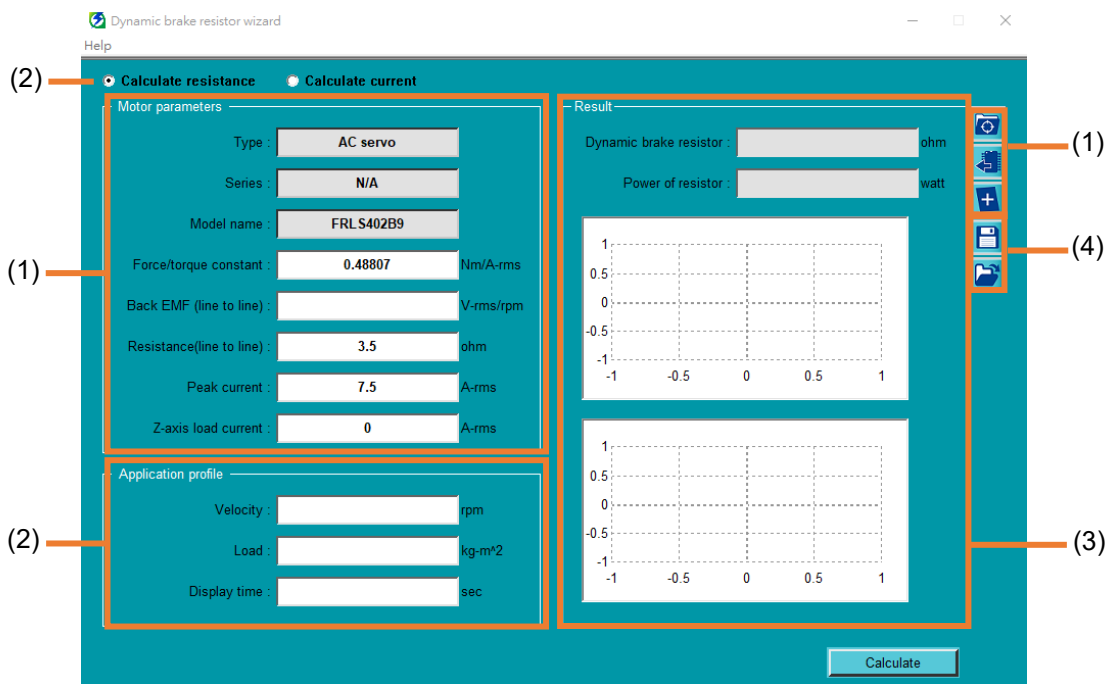 Dynamic brake resistor wizard
Help
(2)
Calculate resistance Calculate current
Motor parameters
Type : AC servo
Series : N/A
Model name : FRLS402B9
(1)
Force/torque constant : 0.48807 Nm/A-rms
Back EMF (line to line) : V-rms/rpm
Resistance(line to line) : 3.5 ohm
Peak current : 7.5 A-rms
Z-axis load current : 0 A-rms
Application profile
Velocity : rpm
(2)
Load : kg-m^2
Display time : sec
Result
Dynamic brake resistor : ohm
Power of resistor : watt
1
0.5
0
-0.5
-1
-1 -0.5 0 0.5 1
1
0.5
0
-0.5
-1
-1 -0.5 0 0.5 1
(1)
(4)
(3)
Calculate